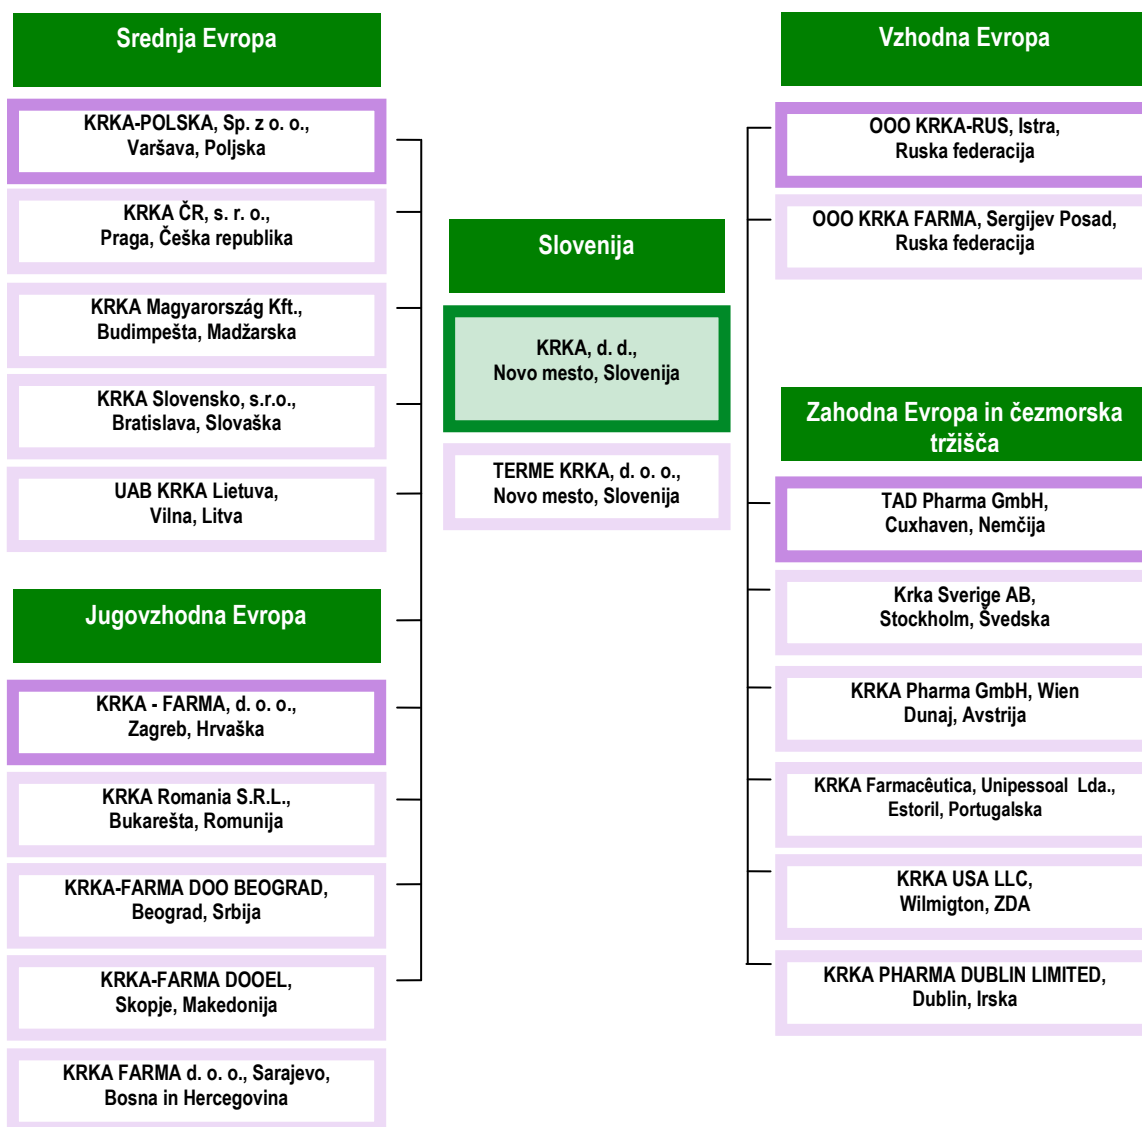 Srednja Evropa
KRKA-POLSKA, Sp. z o. o.,
Varšava, Poljska
KRKA ČR, s. r. o.,
Praga, Češka republika
KRKA Magyarország Kft.,
Budimpešta, Madžarska
KRKA Slovensko, s.r.o.,
Bratislava, Slovaška
UAB KRKA Lietuva,
Vilna, Litva
Jugovzhodna Evropa
KRKA - FARMA, d. o. o.,
Zagreb, Hrvaška
KRKA Romania S.R.L.,
Bukarešta, Romunija
KRKA-FARMA DOO BEOGRAD,
Beograd, Srbija
KRKA-FARMA DOOEL,
Skopje, Makedonija
KRKA FARMA d. o. o., Sarajevo,
Bosna in Hercegovina
Slovenija
KRKA, d. d.,
Novo mesto, Slovenija
TERME KRKA, d. o. o.,
Novo mesto, Slovenija
Vzhodna Evropa
OOO KRKA-RUS, Istra,
Ruska federacija
OOO KRKA FARMA, Sergijev Posad,
Ruska federacija
Zahodna Evropa in čezmorska
tržišča
TAD Pharma GmbH,
Cuxhaven, Nemčija
Krka Sverige AB,
Stockholm, Švedska
KRKA Pharma GmbH, Wien
Dunaj, Avstrija
KRKA Farmacêutica, Unipessoal Lda.,
Estoril, Portugalska
KRKA USA LLC,
Wilmigton, ZDA
KRKA PHARMA DUBLIN LIMITED,
Dublin, Irska